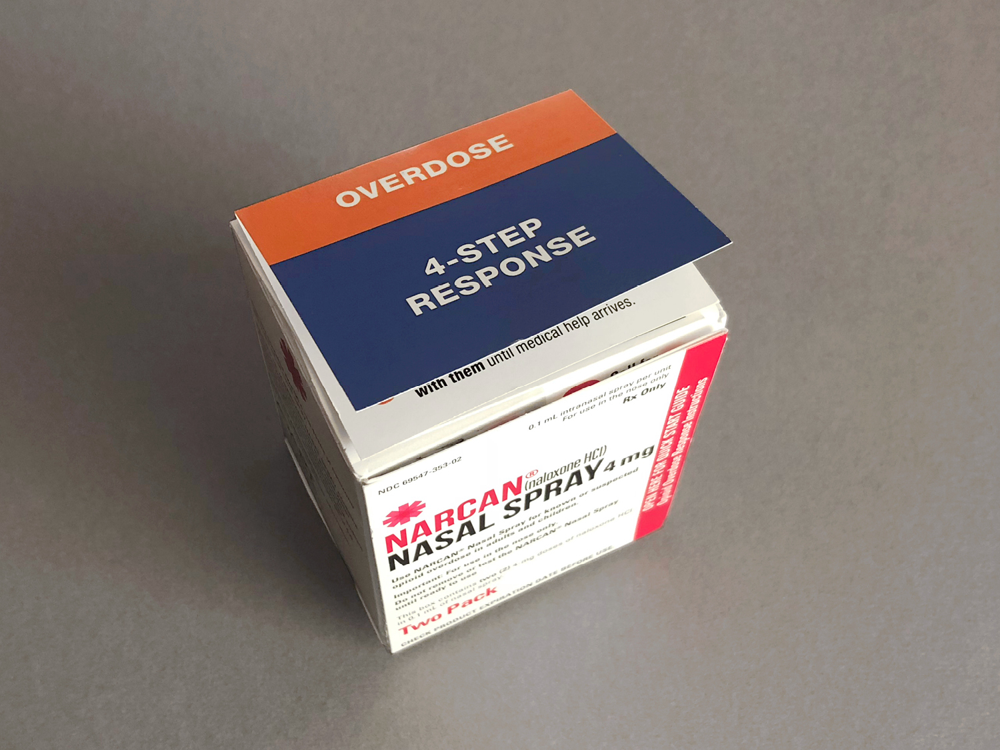 OVERDOSE
4-STEP
RESPONSE
with them until medical help arrives.
0.1 mL intranasal spray per unit
For use in the nose only
Rx Only
NDC 69547-353-02
NARCAN® (naloxone HCl)
NASAL SPRAY 4 mg
Use NARCAN® Nasal Spray for known or suspected
opioid overdose in adults and children.
Important: For use in the nose only.
Do not remove or test the NARCAN® Nasal Spray
until ready to use
This box contains two (2) 4 mg doses of naloxone HCl
in 0.1 mL of nasal spray
Two Pack
CHECK PRODUCT EXPIRATION DATE BEFORE USE
OPEN HERE FOR QUICK START GUIDE
Opioid Overdose Response Instructions